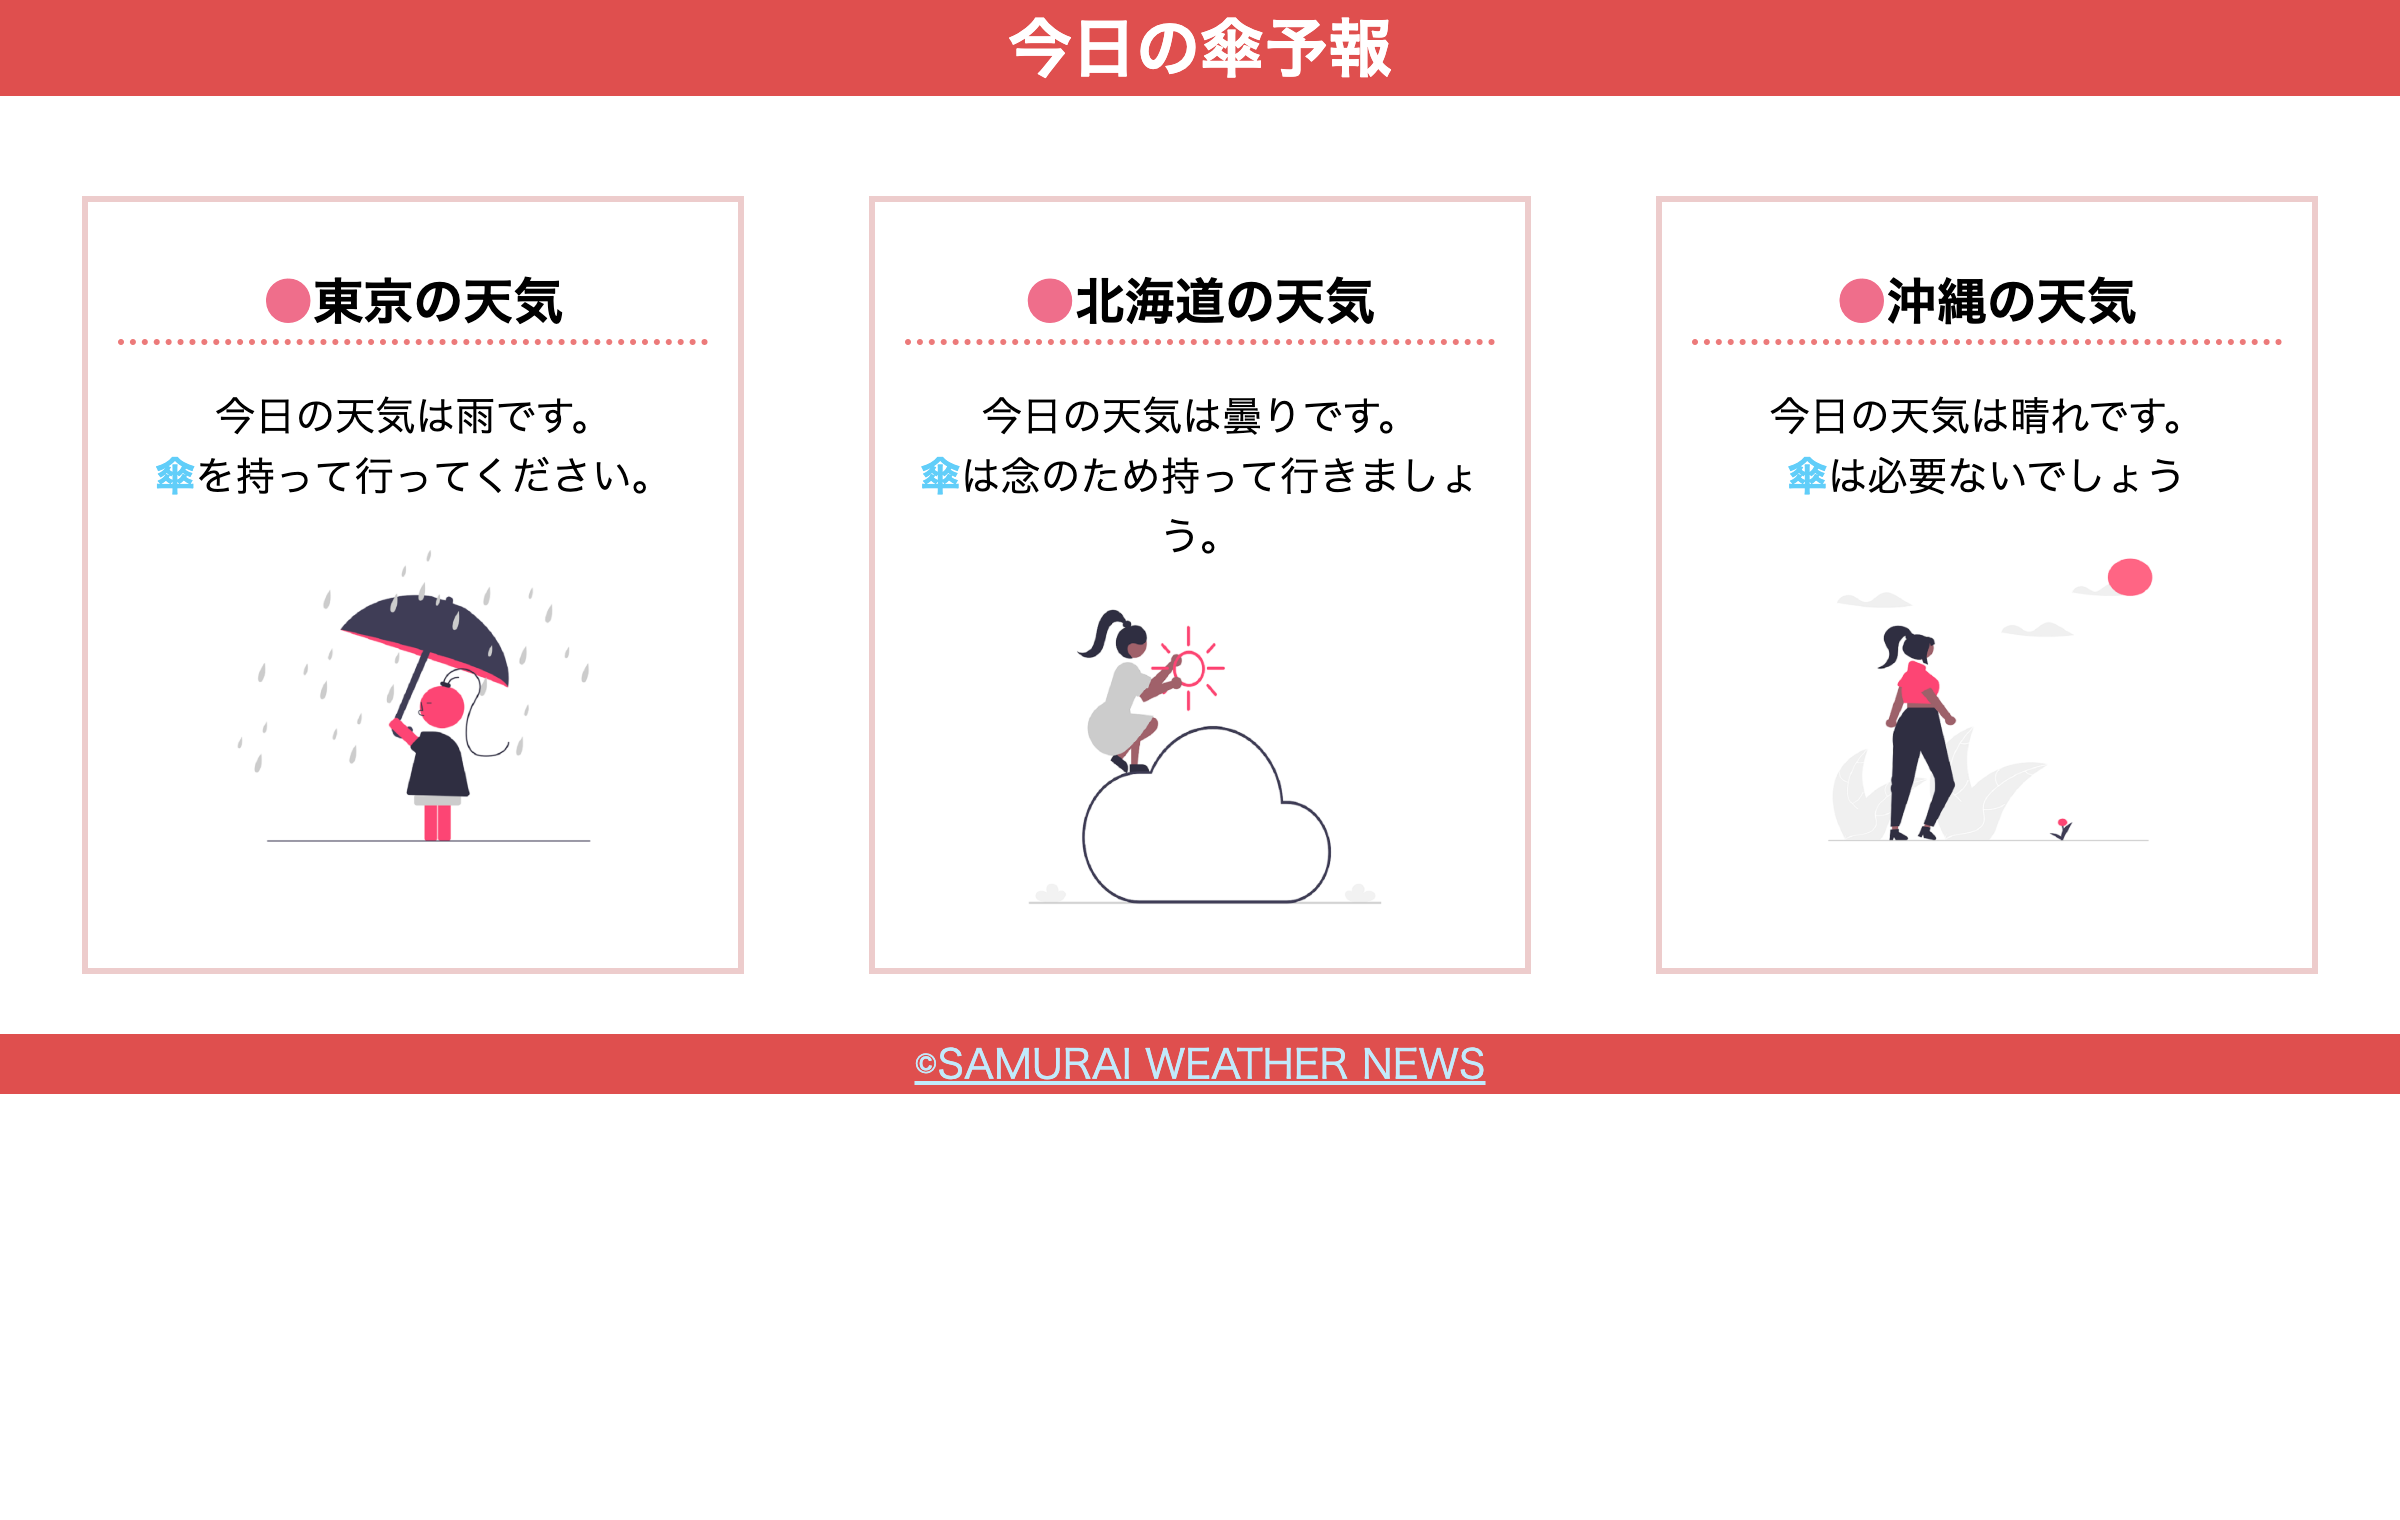 今日の傘予報
●東京の天気
今日の天気は雨です。
傘を持って行ってください。
●北海道の天気
今日の天気は曇りです。
傘は念のため持って行きましょ
う。
●沖縄の天気
今日の天気は晴れです。
傘は必要ないでしょう
©SAMURAI WEATHER NEWS